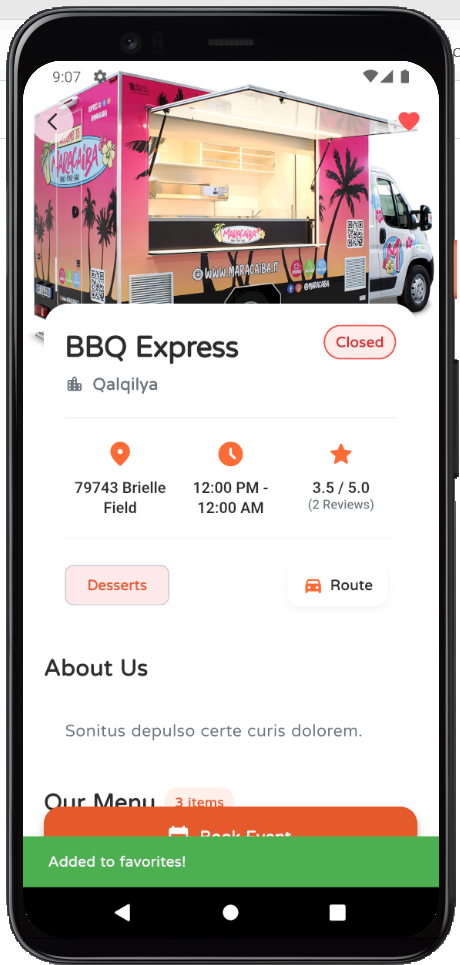 9:07
MARACAIBA
MARACAIBA
WWW.MARACAIBA.IT
BBQ Express
Closed
Qalqilya
79743 Brielle
Field
12:00 PM -
12:00 AM
3.5 / 5.0
(2 Reviews)
Desserts
Route
About Us
Sonitus depulso certe curis dolorem.
Our Menu
3 items
Book Event
Added to favorites!